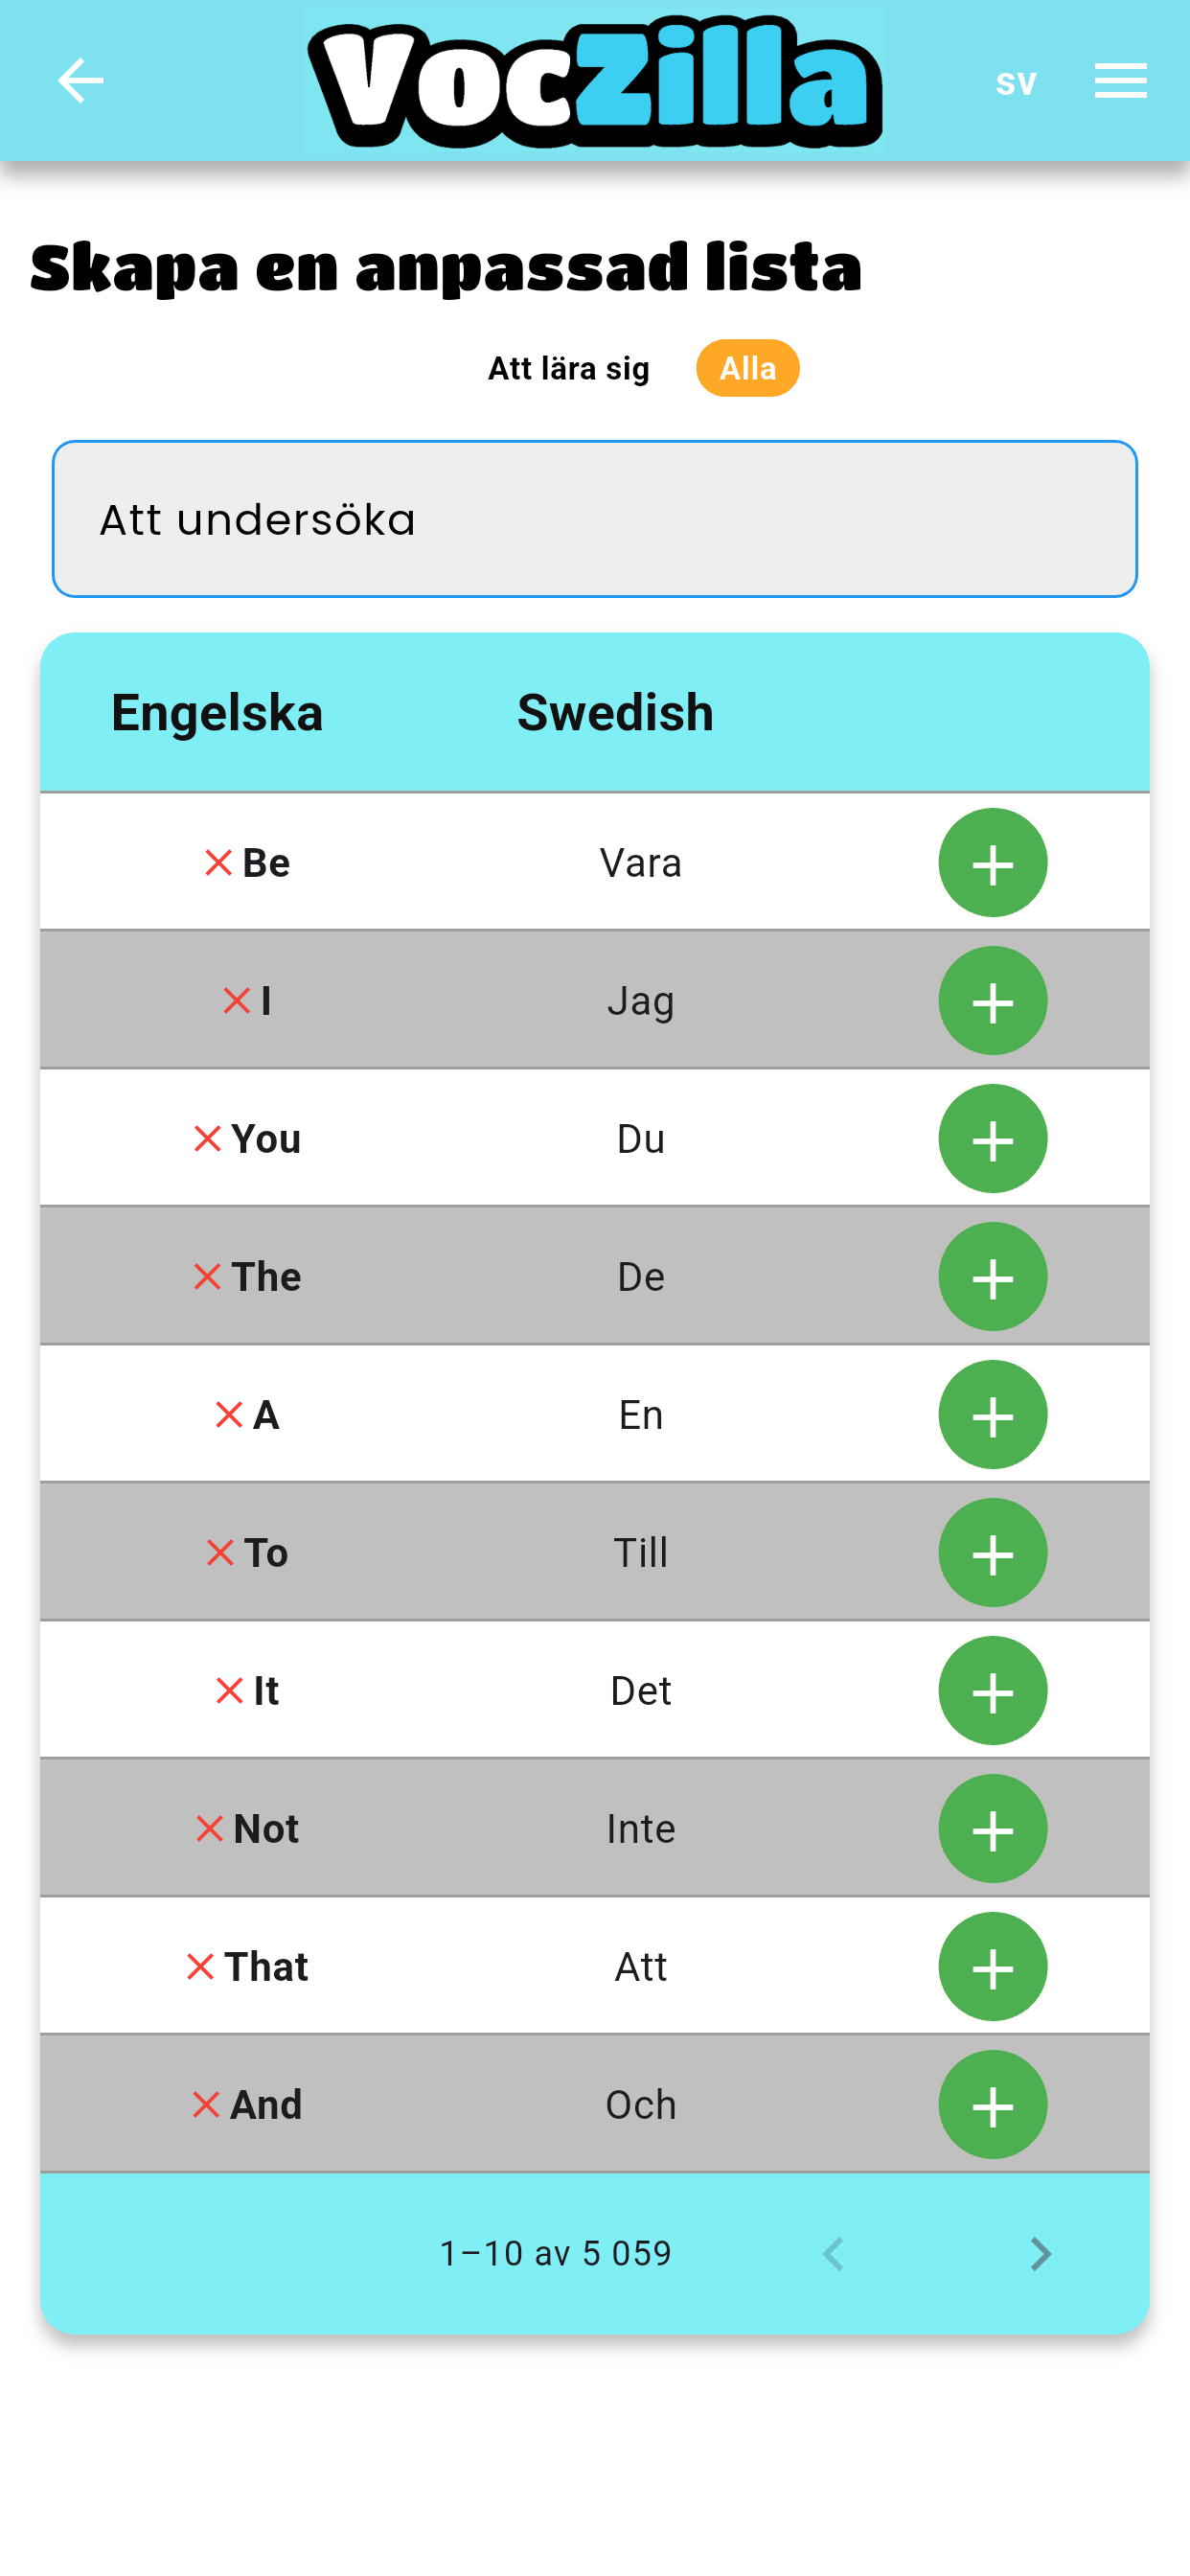 VocZilla
sv
Skapa en anpassad lista
Att lära sig Alla
Att undersöka
Engelska Swedish
Be Vara
I Jag
You Du
The De
A En
To Till
It Det
Not Inte
That Att
And Och
1–10 av 5 059